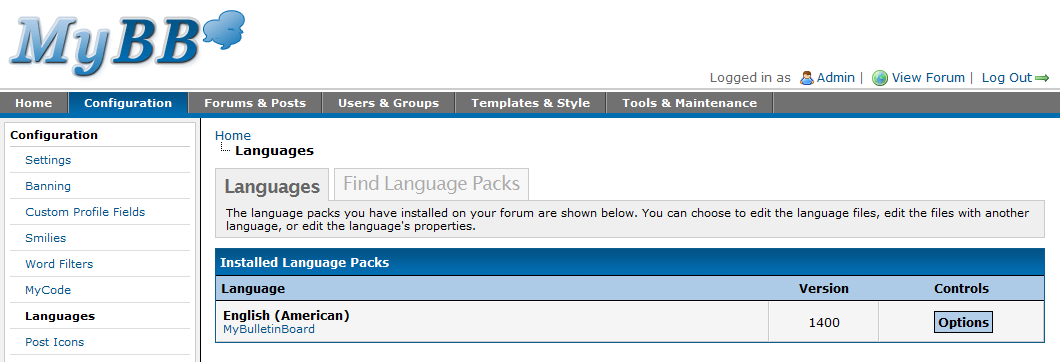 MyBB
Logged in as Admin | View Forum | Log Out
Home Configuration Forums & Posts Users & Groups Templates & Style Tools & Maintenance
Configuration
Settings
Banning
Custom Profile Fields
Smilies
Word Filters
MyCode
Languages
Post Icons
Home
Languages
Languages Find Language Packs
The language packs you have installed on your forum are shown below. You can choose to edit the language files, edit the files with another
language, or edit the language's properties.
Installed Language Packs
Language Version Controls
English (American)
MyBulletinBoard
1400
Options